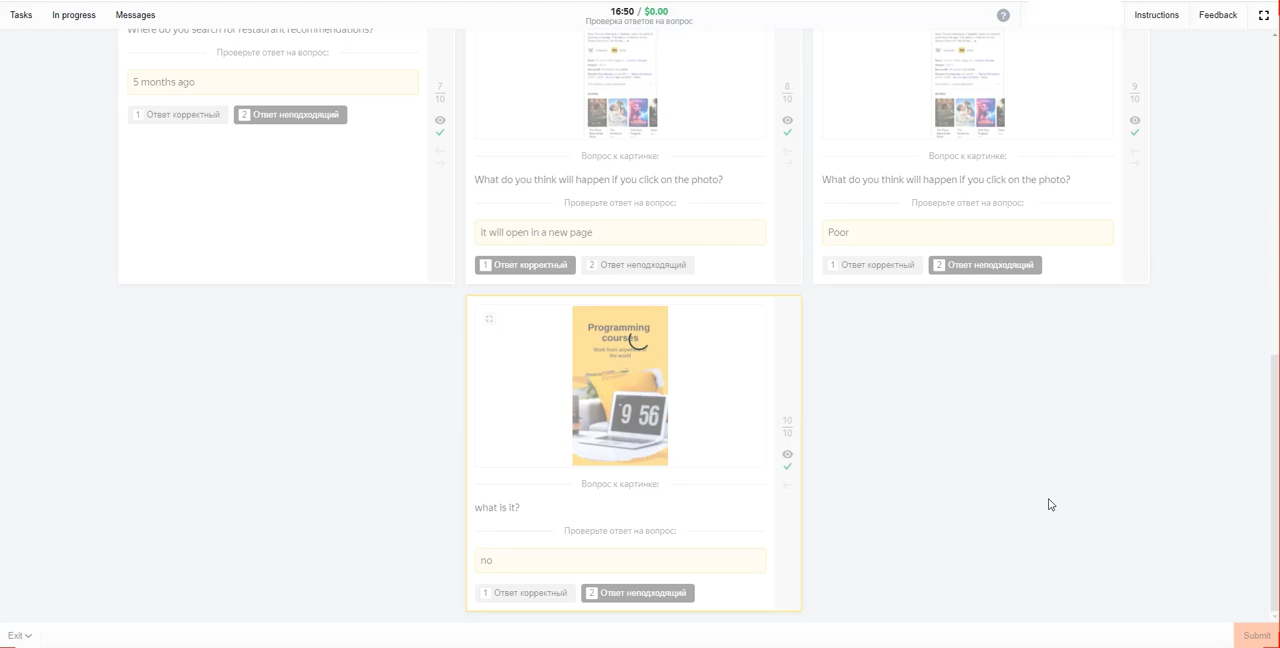 Tasks
In progress
Messages
16:50 / $0.00
Проверка ответов на вопрос
?
Instructions
Feedback
Where do you search for restaurant recommendations?
Проверьте ответ на вопрос:
5 months ago
1 Ответ корректный
2 Ответ неподходящий
7
10
Вопрос к картинке:
What do you think will happen if you click on the photo?
Проверьте ответ на вопрос:
it will open in a new page
1 Ответ корректный
2 Ответ неподходящий
8
10
Вопрос к картинке:
What do you think will happen if you click on the photo?
Проверьте ответ на вопрос:
Poor
1 Ответ корректный
2 Ответ неподходящий
9
10
Programming
courses
Work from anywhere in
the world
9 56
Вопрос к картинке:
what is it?
Проверьте ответ на вопрос:
no
1 Ответ корректный
2 Ответ неподходящий
10
10
Exit
Submit